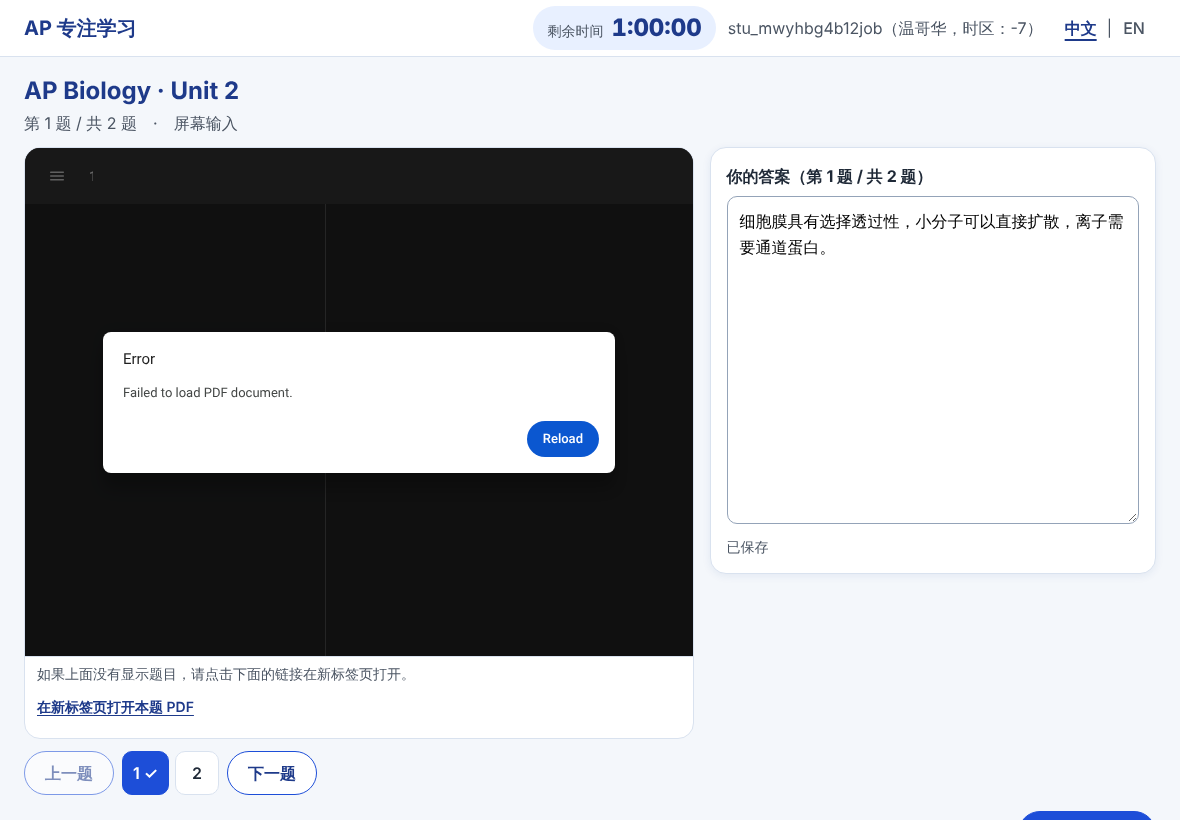 AP 专注学习
剩余时间 1:00:00
stu_mwyhbg4b12job（温哥华，时区：-7）
中文 | EN
AP Biology · Unit 2
第 1 题 / 共 2 题 · 屏幕输入
1
Error
Failed to load PDF document.
Reload
如果上面没有显示题目，请点击下面的链接在新标签页打开。
在新标签页打开本题 PDF
你的答案（第 1 题 / 共 2 题）
细胞膜具有选择透过性，小分子可以直接扩散，离子需
要通道蛋白。
已保存
上一题
1 ✓
2
下一题